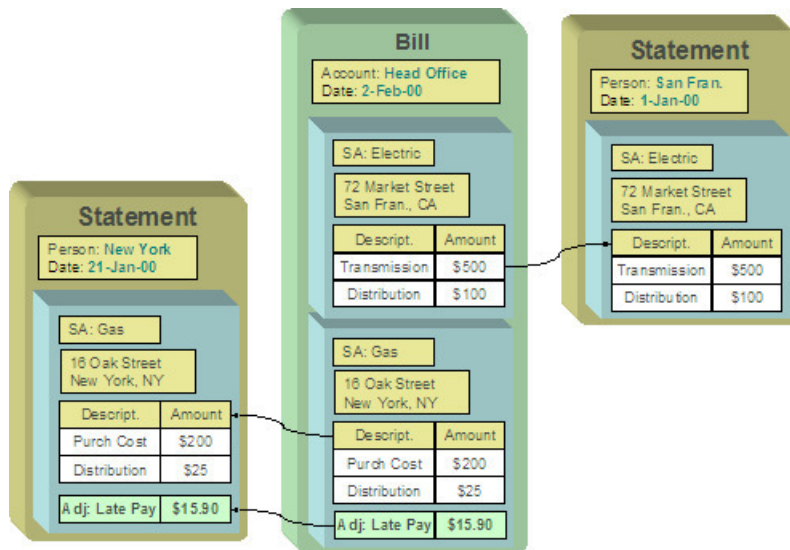 Statement
Person: New York
Date: 21-Jan-00
SA: Gas
16 Oak Street
New York, NY
Descript. Amount
Purch Cost $200
Distribution $25
Adj: Late Pay $15.90
Bill
Account: Head Office
Date: 2-Feb-00
SA: Electric
72 Market Street
San Fran., CA
Descript. Amount
Transmission $500
Distribution $100
SA: Gas
16 Oak Street
New York, NY
Descript. Amount
Purch Cost $200
Distribution $25
Adj: Late Pay $15.90
Statement
Person: San Fran.
Date: 1-Jan-00
SA: Electric
72 Market Street
San Fran., CA
Descript. Amount
Transmission $500
Distribution $100